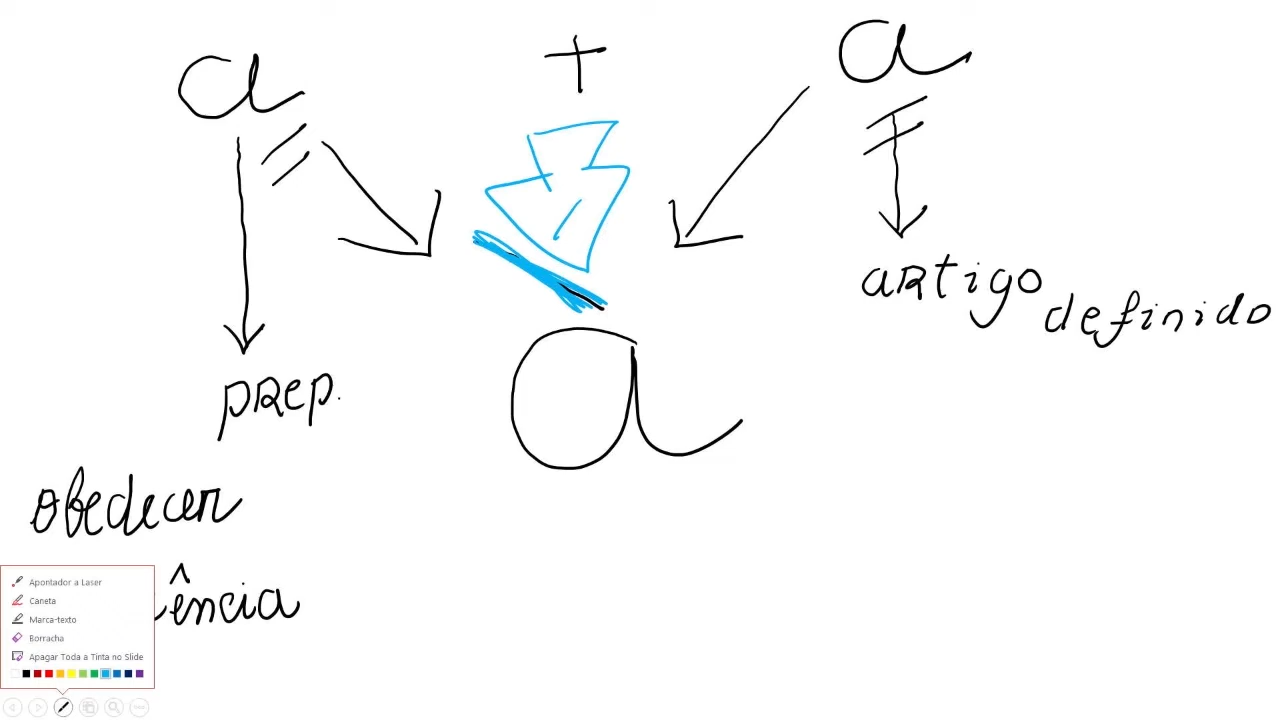 a + a
artigo
definido
prep.
a
obedecer
ência
Apontador a Laser
Caneta
Marca-texto
Borracha
Apagar Toda a Tinta no Slide